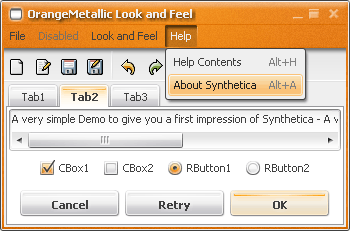 OrangeMetallic Look and Feel
File Disabled Look and Feel Help
Help Contents Alt+H
About Synthetica Alt+A
Tab1 Tab2 Tab3
A very simple Demo to give you a first impression of Synthetica - A v
CBox1 CBox2 RButton1 RButton2
Cancel Retry OK